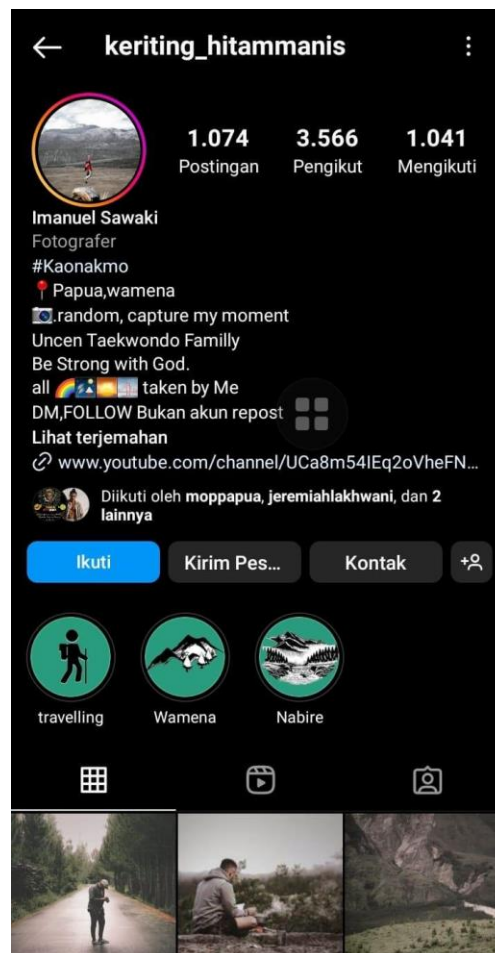 keriting_hitammanis
1.074 3.566 1.041
Postingan Pengikut Mengikuti
Imanuel Sawaki
Fotografer
#Kaonakmo
Papua,wamena
.random, capture my moment
Uncen Taekwondo Familly
Be Strong with God.
all taken by Me
DM,FOLLOW Bukan akun repost
Lihat terjemahan
www.youtube.com/channel/UCa8m54IEq2oVheFN...
Diikuti oleh moppapua, jeremiahlakhwani, dan 2
lainnya
Ikuti Kirim Pes... Kontak
travelling Wamena Nabire